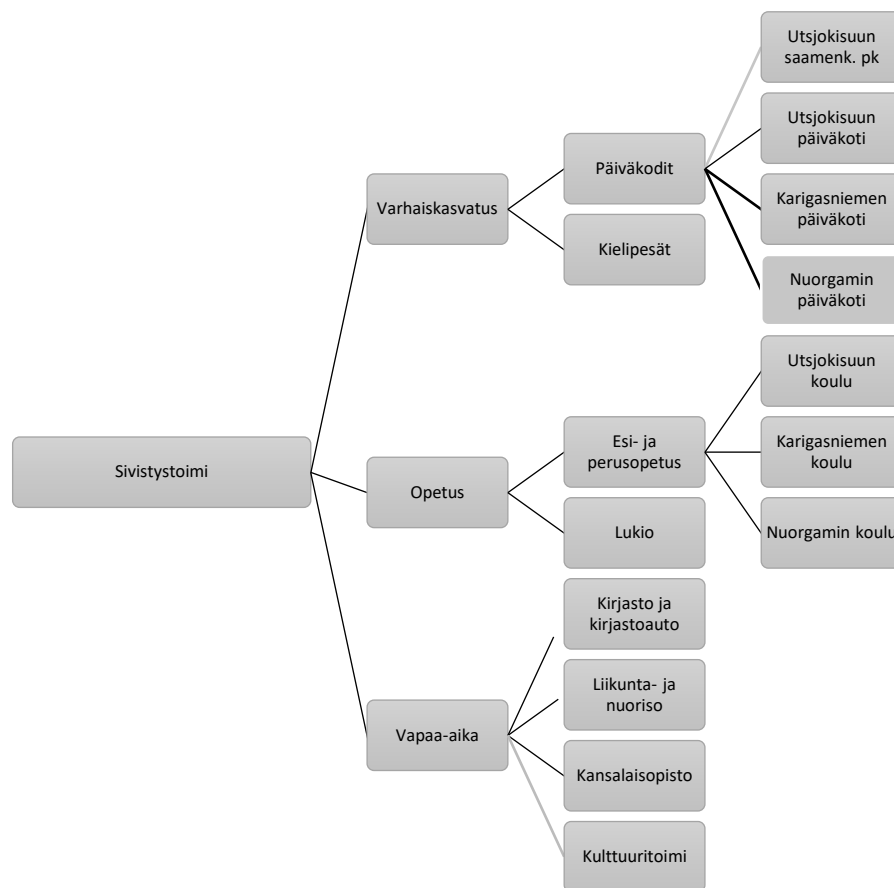 Utsjokisuun
saamenk. pk
Utsjokisuun
päiväkoti
Päiväkodit
Varhaiskasvatus
Karigasniemen
päiväkoti
Kielipesät
Nuorgamin
päiväkoti
Utsjokisuun
koulu
Esi- ja
perusopetus
Karigasniemen
koulu
Sivistystoimi
Opetus
Lukio
Nuorgamin koulu
Kirjasto ja
kirjastoauto
Liikunta- ja
nuoriso
Vapaa-aika
Kansalaisopisto
Kulttuuritoimi